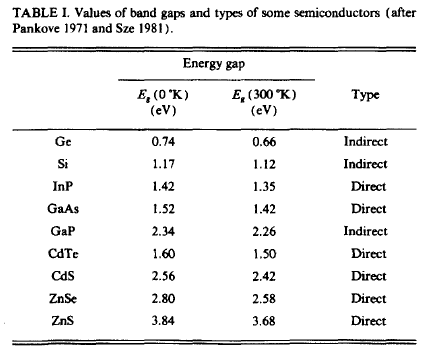 TABLE I. Values of band gaps and types of some semiconductors (after
Pankove 1971 and Sze 1981).
Energy gap
E_g (0 °K) E_g (300 °K) Type
(eV) (eV)
Ge 0.74 0.66 Indirect
Si 1.17 1.12 Indirect
InP 1.42 1.35 Direct
GaAs 1.52 1.42 Direct
GaP 2.34 2.26 Indirect
CdTe 1.60 1.50 Direct
CdS 2.56 2.42 Direct
ZnSe 2.80 2.58 Direct
ZnS 3.84 3.68 Direct